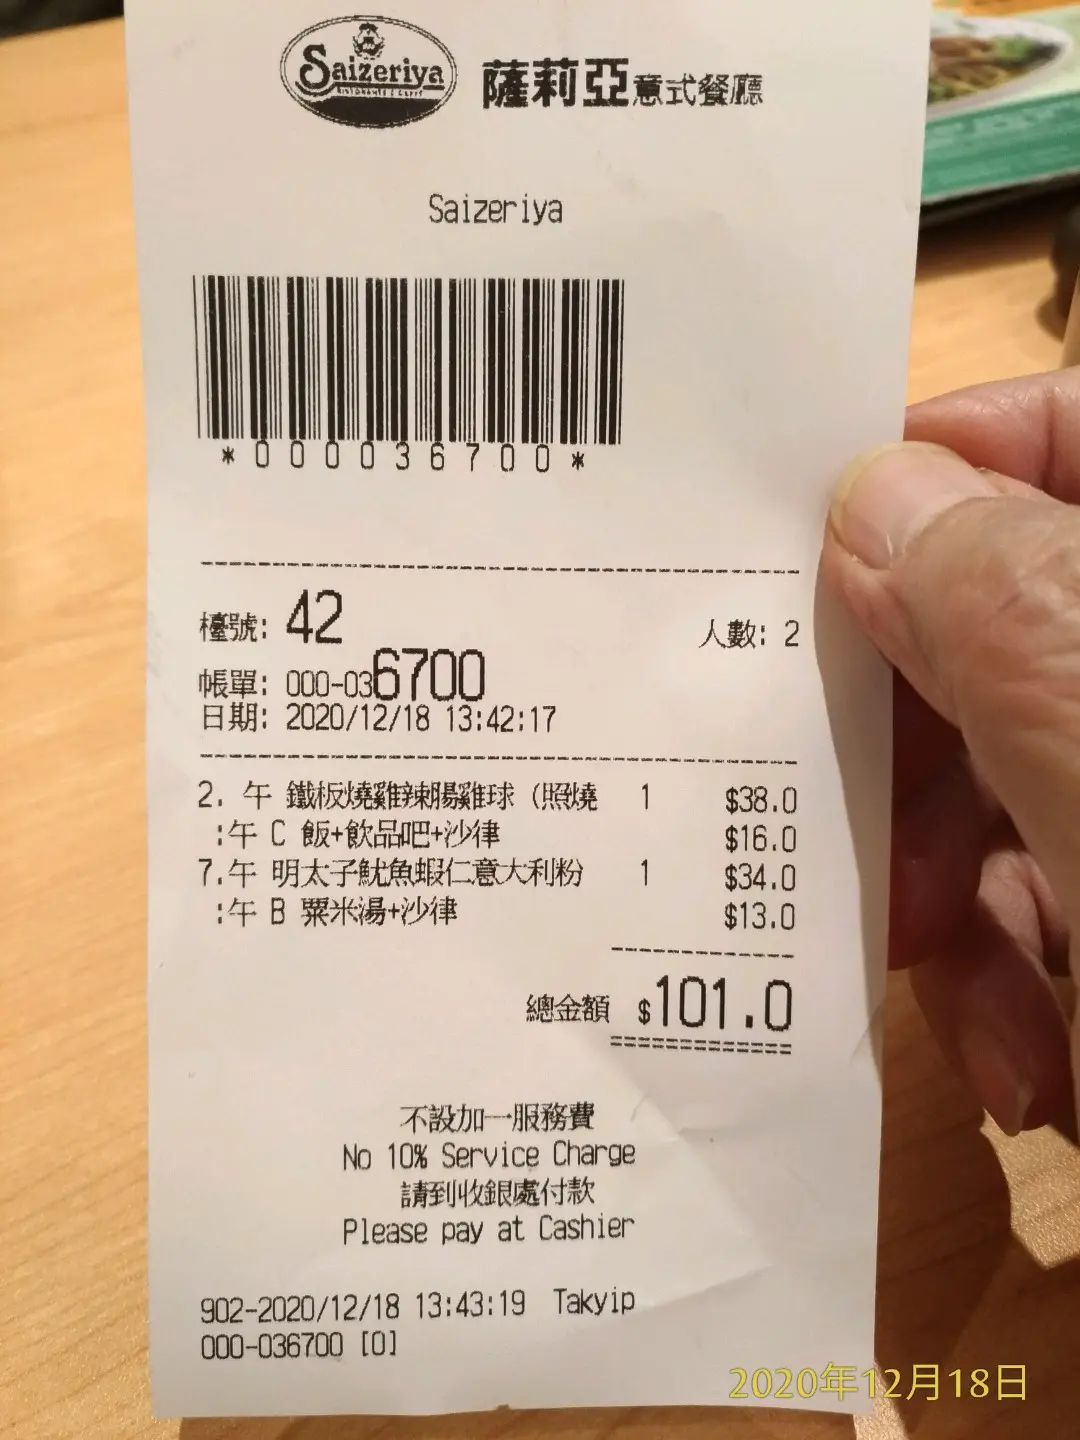 Saizeriya
RISTORANTE E CAFFÈ
薩莉亞意式餐廳
Saizeriya
*000036700*
檯號: 42 人數: 2
帳單: 000-036700
日期: 2020/12/18 13:42:17
2. 午 鐵板燒雞辣腸雞球 (照燒 1 $38.0
:午 C 飯+飲品吧+沙律 $16.0
7.午 明太子魷魚蝦仁意大利粉 1 $34.0
:午 B 粟米湯+沙律 $13.0
總金額 $101.0
不設加一服務費
No 10% Service Charge
請到收銀處付款
Please pay at Cashier
902-2020/12/18 13:43:19 Takyip
000-036700 [0]
2020年12月18日